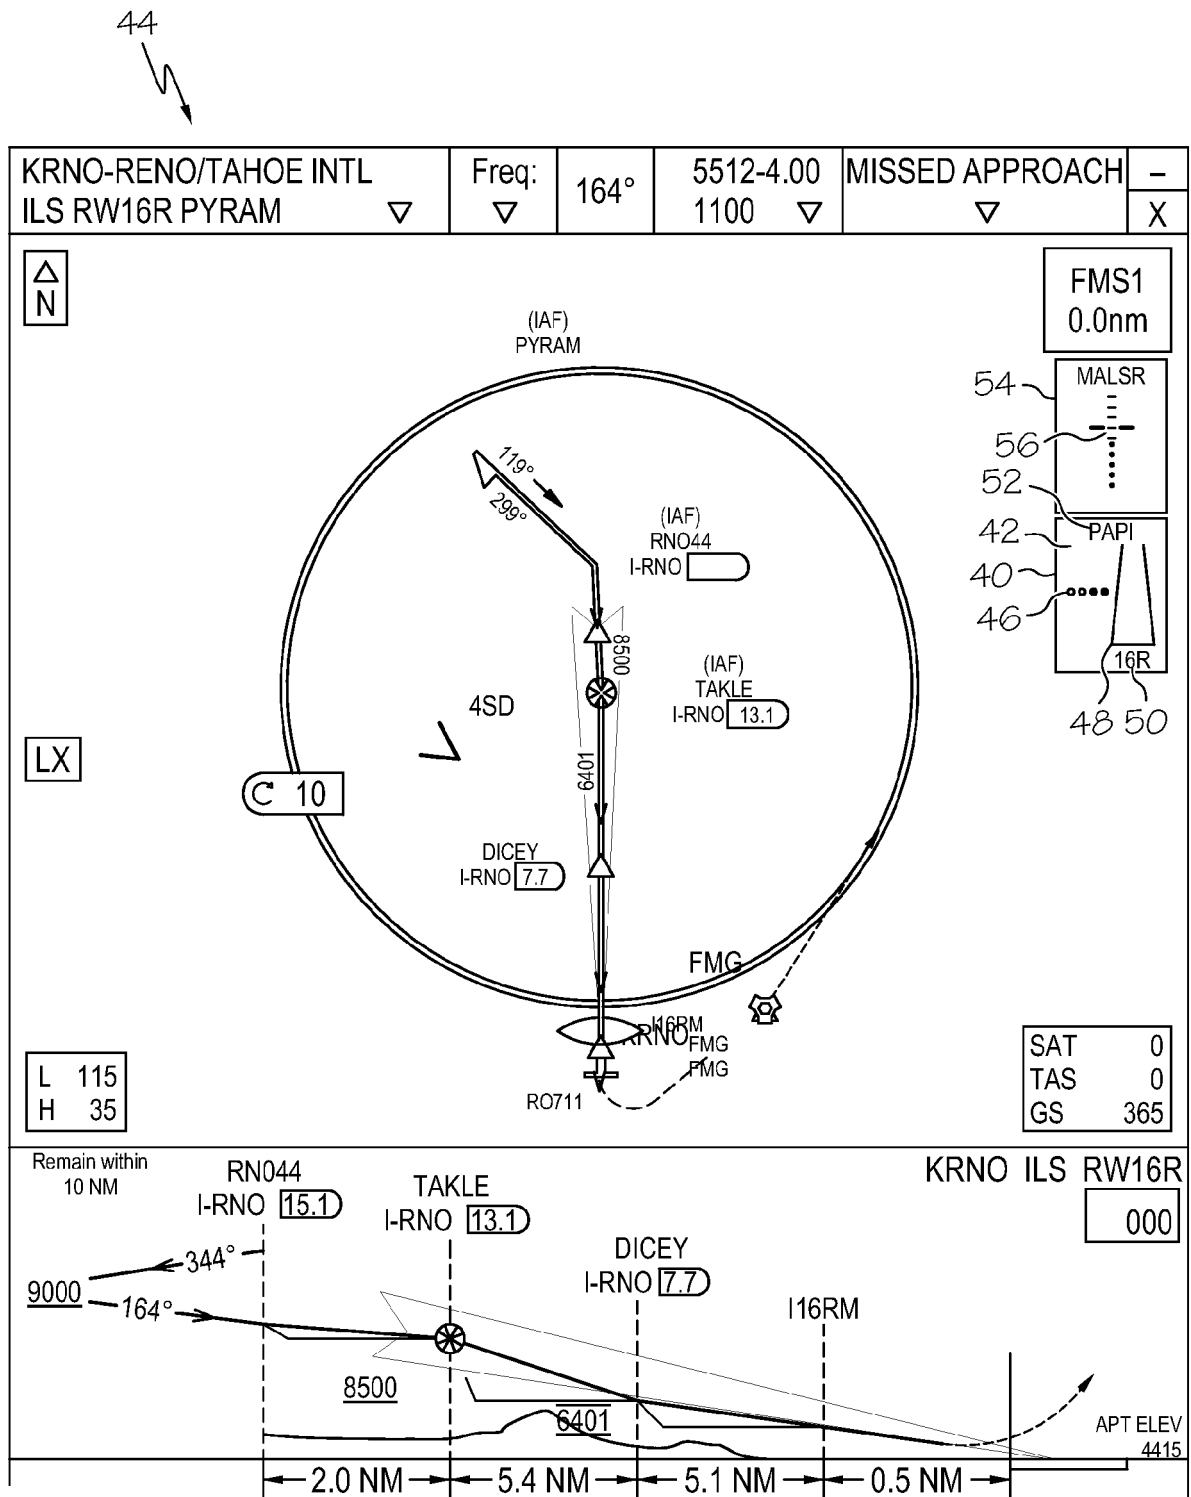 44
KRNO-RENO/TAHOE INTL
ILS RW16R PYRAM
Freq:
164°
5512-4.00
1100
MISSED APPROACH
–
X
N
FMS1
0.0nm
(IAF)
PYRAM
54
MALSR
56
52
PAPI
42
40
46
16R
48
50
119°
299°
(IAF)
RNO44
I-RNO
8500
(IAF)
TAKLE
I-RNO 13.1
4SD
LX
6401
10
DICEY
I-RNO 7.7
FMG
I16RM
KRNO
FMG
FMG
RO711
L 115
H 35
SAT 0
TAS 0
GS 365
Remain within
10 NM
RN044
I-RNO 15.1
TAKLE
I-RNO 13.1
KRNO ILS RW16R
000
DICEY
I-RNO 7.7
344°
9000
164°
I16RM
8500
6401
APT ELEV
4415
2.0 NM
5.4 NM
5.1 NM
0.5 NM